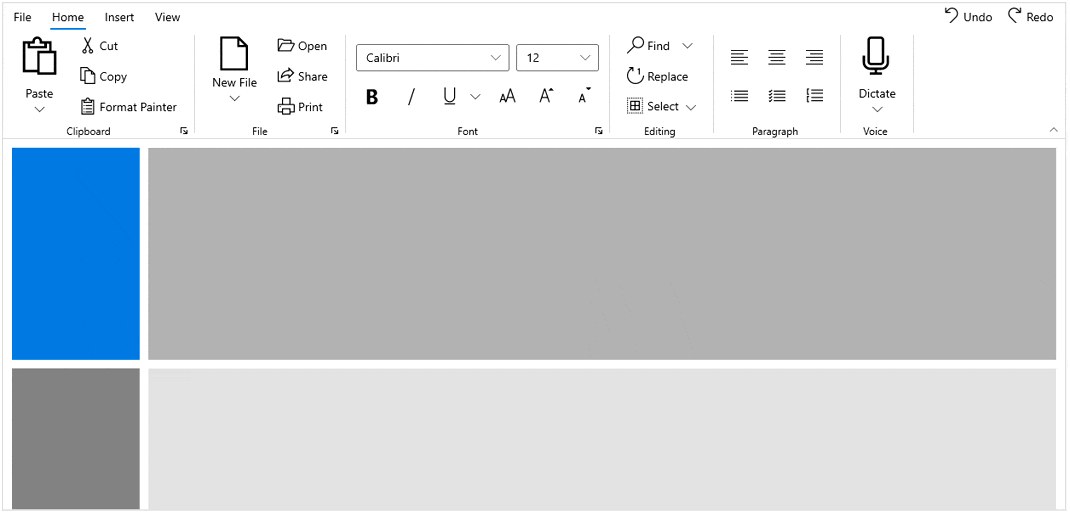 File Home Insert View Undo Redo
Cut Open Calibri 12 Find
Paste Copy New File Share B I U AA A A Replace Dictate
Format Painter Print Select
Clipboard File Font Editing Paragraph Voice